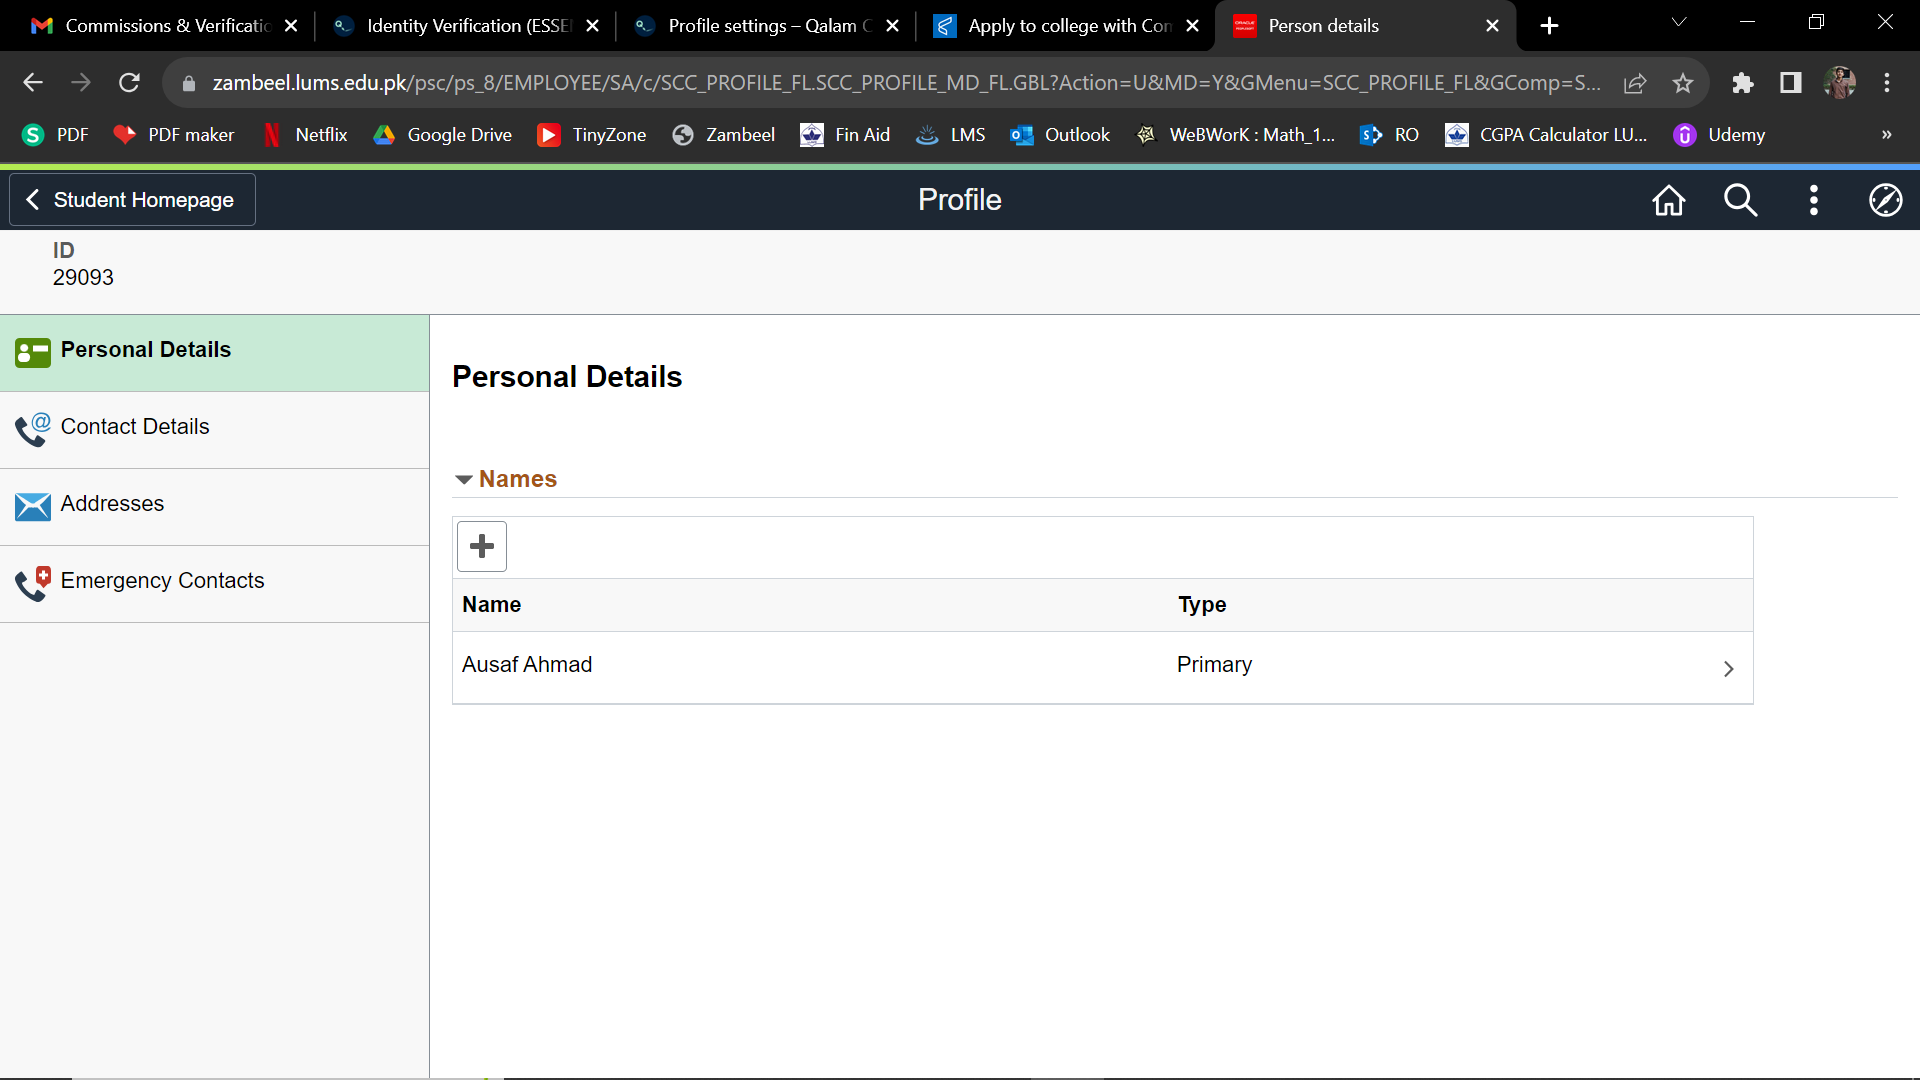 Commissions & Verificatio
Identity Verification (ESSE
Profile settings – Qalam C
Apply to college with Com
Person details
zambeel.lums.edu.pk/psc/ps_8/EMPLOYEE/SA/c/SCC_PROFILE_FL.SCC_PROFILE_MD_FL.GBL?Action=U&MD=Y&GMenu=SCC_PROFILE_FL&GComp=S...
PDF
PDF maker
Netflix
Google Drive
TinyZone
Zambeel
Fin Aid
LMS
Outlook
WeBWorK : Math_1...
RO
CGPA Calculator LU...
Udemy
»
Student Homepage
Profile
ID
29093
Personal Details
Contact Details
Addresses
Emergency Contacts
Personal Details
Names
Name Type
Ausaf Ahmad Primary